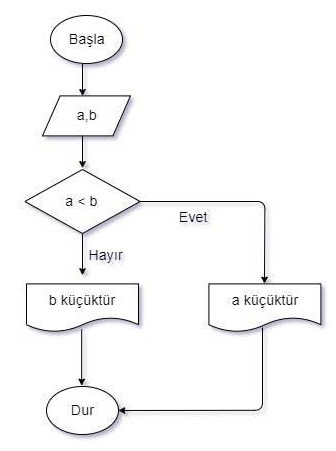 Başla
a,b
a < b
Evet
Hayır
b küçüktür
a küçüktür
Dur